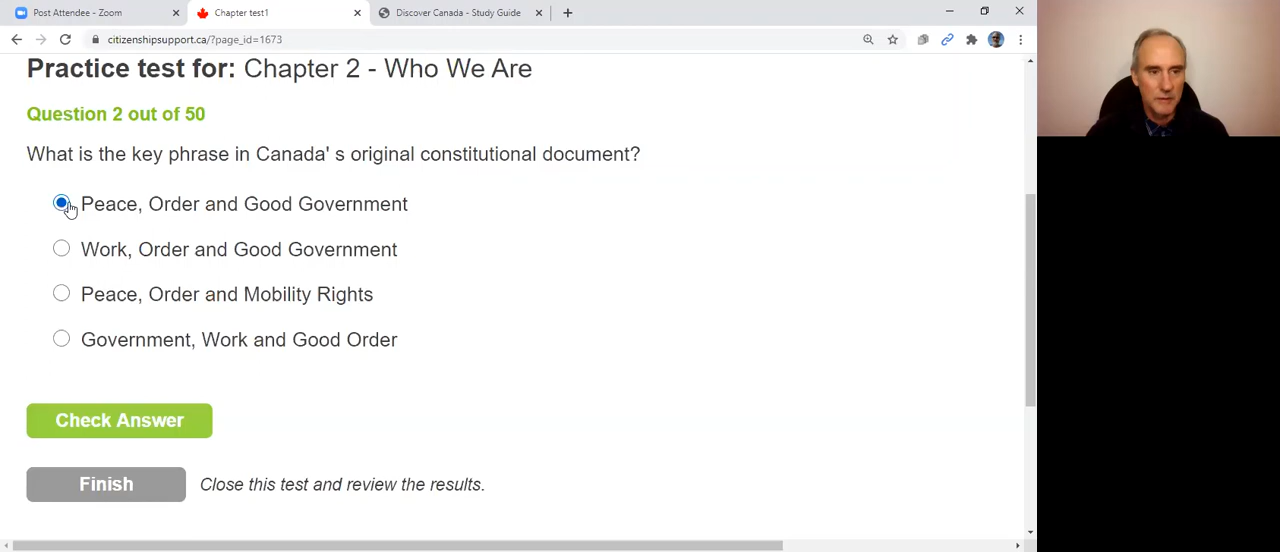 Post Attendee - Zoom
Chapter test1
Discover Canada - Study Guide
citizenshipsupport.ca/?page_id=1673
Practice test for: Chapter 2 - Who We Are
Question 2 out of 50
What is the key phrase in Canada' s original constitutional document?
Peace, Order and Good Government
Work, Order and Good Government
Peace, Order and Mobility Rights
Government, Work and Good Order
Check Answer
Finish
Close this test and review the results.